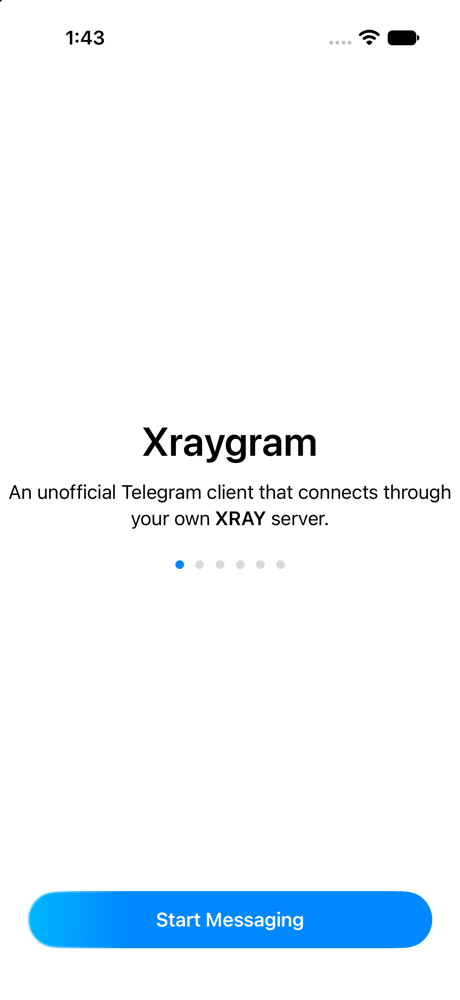 1:43
Xraygram
An unofficial Telegram client that connects through
your own XRAY server.
Start Messaging